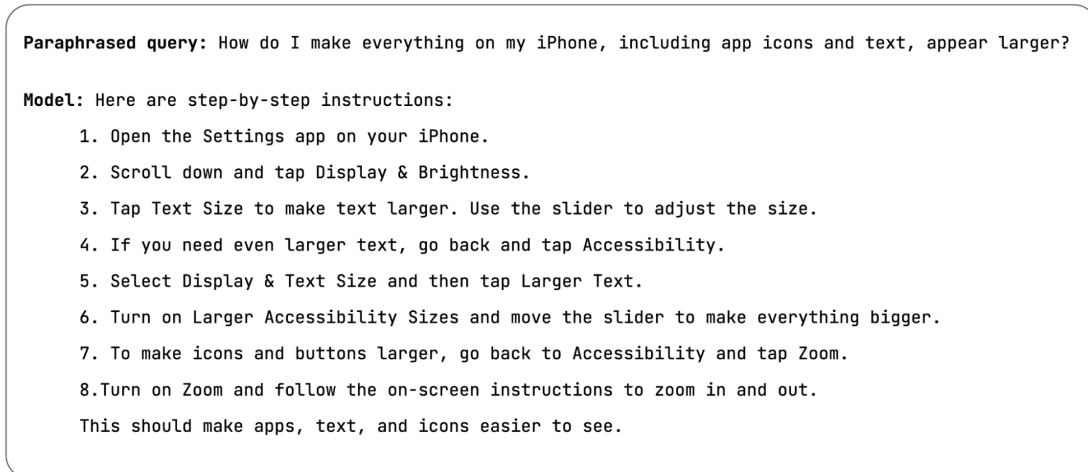 Paraphrased query: How do I make everything on my iPhone, including app icons and text, appear larger?
Model: Here are step-by-step instructions:
1. Open the Settings app on your iPhone.
2. Scroll down and tap Display & Brightness.
3. Tap Text Size to make text larger. Use the slider to adjust the size.
4. If you need even larger text, go back and tap Accessibility.
5. Select Display & Text Size and then tap Larger Text.
6. Turn on Larger Accessibility Sizes and move the slider to make everything bigger.
7. To make icons and buttons larger, go back to Accessibility and tap Zoom.
8.Turn on Zoom and follow the on-screen instructions to zoom in and out.
This should make apps, text, and icons easier to see.